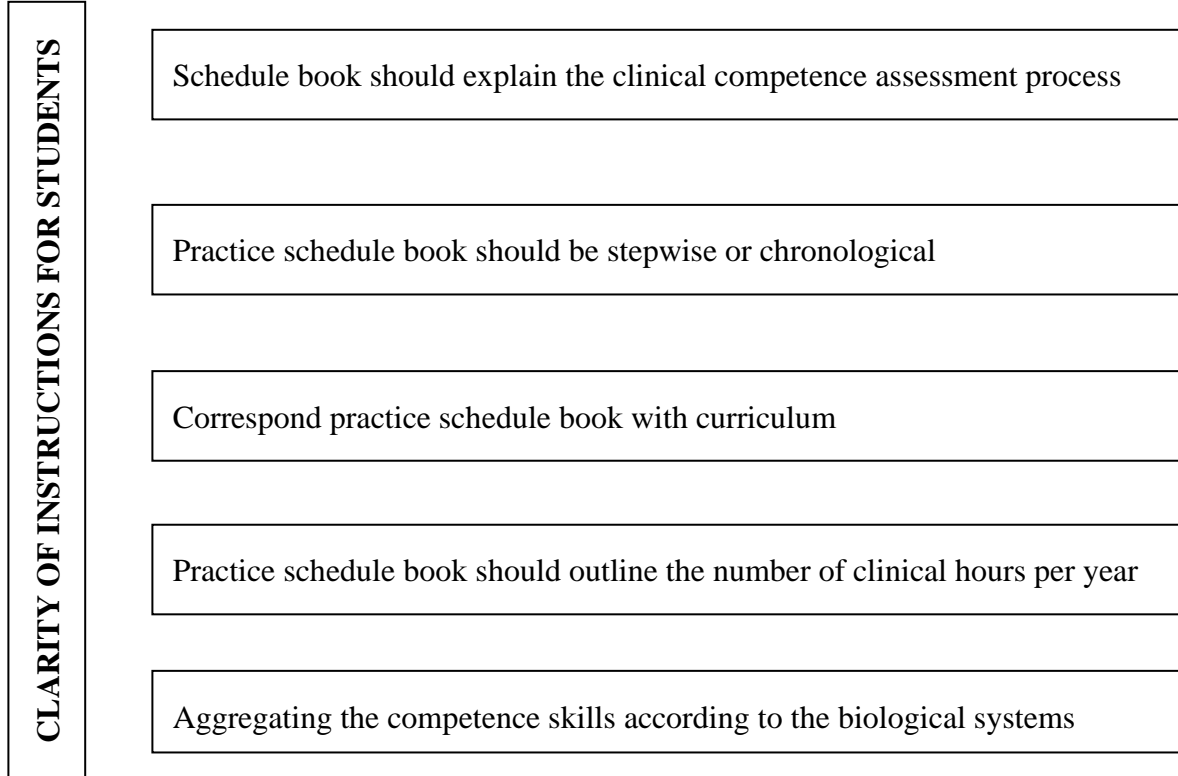 CLARITY OF INSTRUCTIONS FOR STUDENTS
Schedule book should explain the clinical competence assessment process
Practice schedule book should be stepwise or chronological
Correspond practice schedule book with curriculum
Practice schedule book should outline the number of clinical hours per year
Aggregating the competence skills according to the biological systems